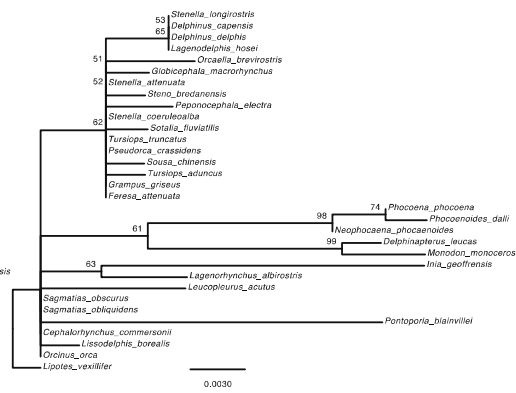 Stenella_longirostris
53
Delphinus_capensis
65
Delphinus_delphis
Lagenodelphis_hosei
51
Orcaella_brevirostris
Globicephala_macrorhynchus
52
Stenella_attenuata
Steno_bredanensis
Peponocephala_electra
Stenella_coeruleoalba
62
Sotalia_fluviatilis
Tursiops_truncatus
Pseudorca_crassidens
Sousa_chinensis
Tursiops_aduncus
Grampus_griseus
Feresa_attenuata
74
Phocoena_phocoena
98
Phocoenoides_dalli
61
Neophocaena_phocaenoides
99
Delphinapterus_leucas
Monodon_monoceros
63
Inia_geoffrensis
sis
Lagenorhynchus_albirostris
Leucopleurus_acutus
Sagmatias_obscurus
Sagmatias_obliquidens
Pontoporia_blainvillei
Cephalorhynchus_commersonii
Lissodelphis_borealis
Orcinus_orca
Lipotes_vexillifer
0.0030